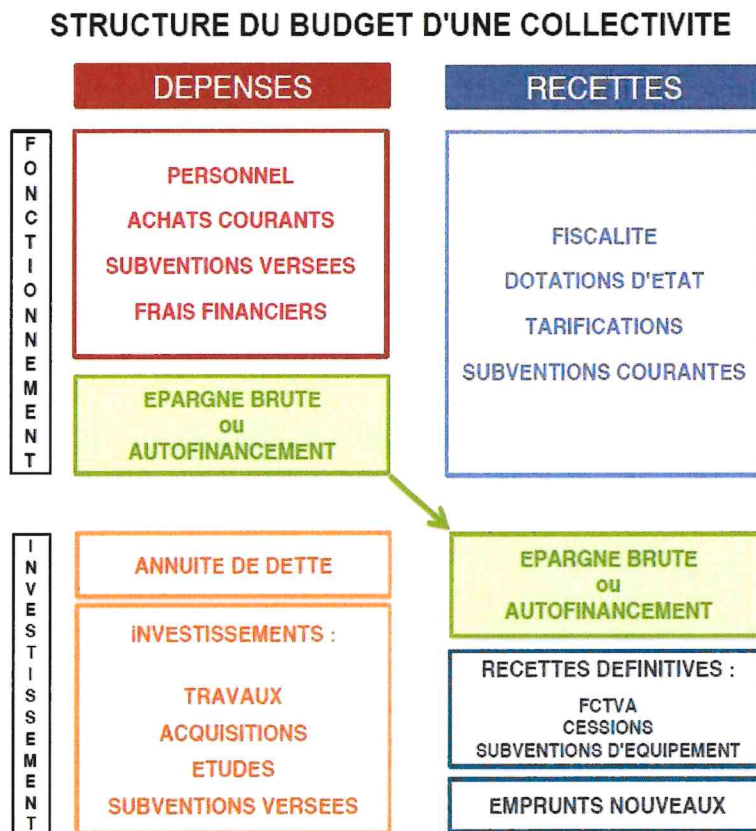 STRUCTURE DU BUDGET D'UNE COLLECTIVITE
DEPENSES
RECETTES
FONCTIONNEMENT
PERSONNEL
ACHATS COURANTS
SUBVENTIONS VERSEES
FRAIS FINANCIERS
EPARGNE BRUTE
ou
AUTOFINANCEMENT
FISCALITE
DOTATIONS D'ETAT
TARIFICATIONS
SUBVENTIONS COURANTES
INVESTISSEMENT
ANNUITE DE DETTE
INVESTISSEMENTS :
TRAVAUX
ACQUISITIONS
ETUDES
SUBVENTIONS VERSEES
EPARGNE BRUTE
ou
AUTOFINANCEMENT
RECETTES DEFINITIVES :
FCTVA
CESSIONS
SUBVENTIONS D'EQUIPEMENT
EMPRUNTS NOUVEAUX